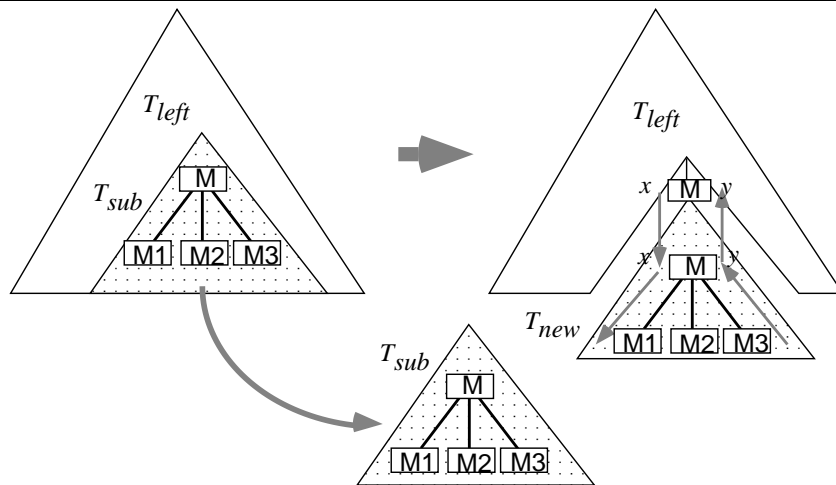 T_left
T_sub
M
M1 M2 M3
T_left
x M y
x M y
T_new
M1 M2 M3
T_sub
M
M1 M2 M3